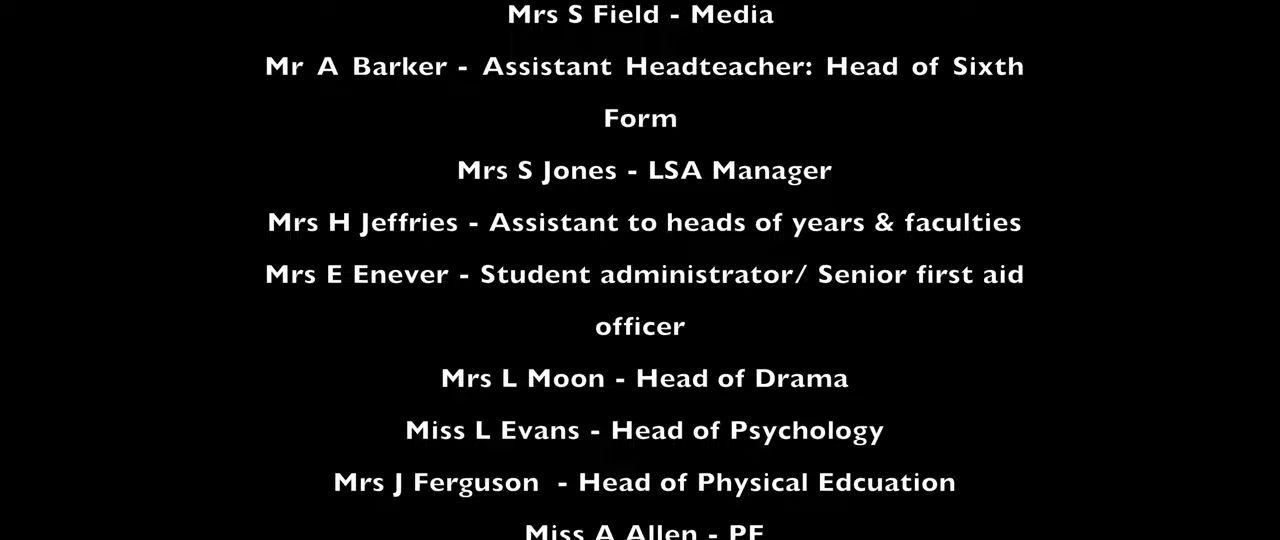 Mrs S Field - Media
Mr A Barker - Assistant Headteacher: Head of Sixth
Form
Mrs S Jones - LSA Manager
Mrs H Jeffries - Assistant to heads of years & faculties
Mrs E Enever - Student administrator/ Senior first aid
officer
Mrs L Moon - Head of Drama
Miss L Evans - Head of Psychology
Mrs J Ferguson - Head of Physical Edcuation
Miss A Allen - PE